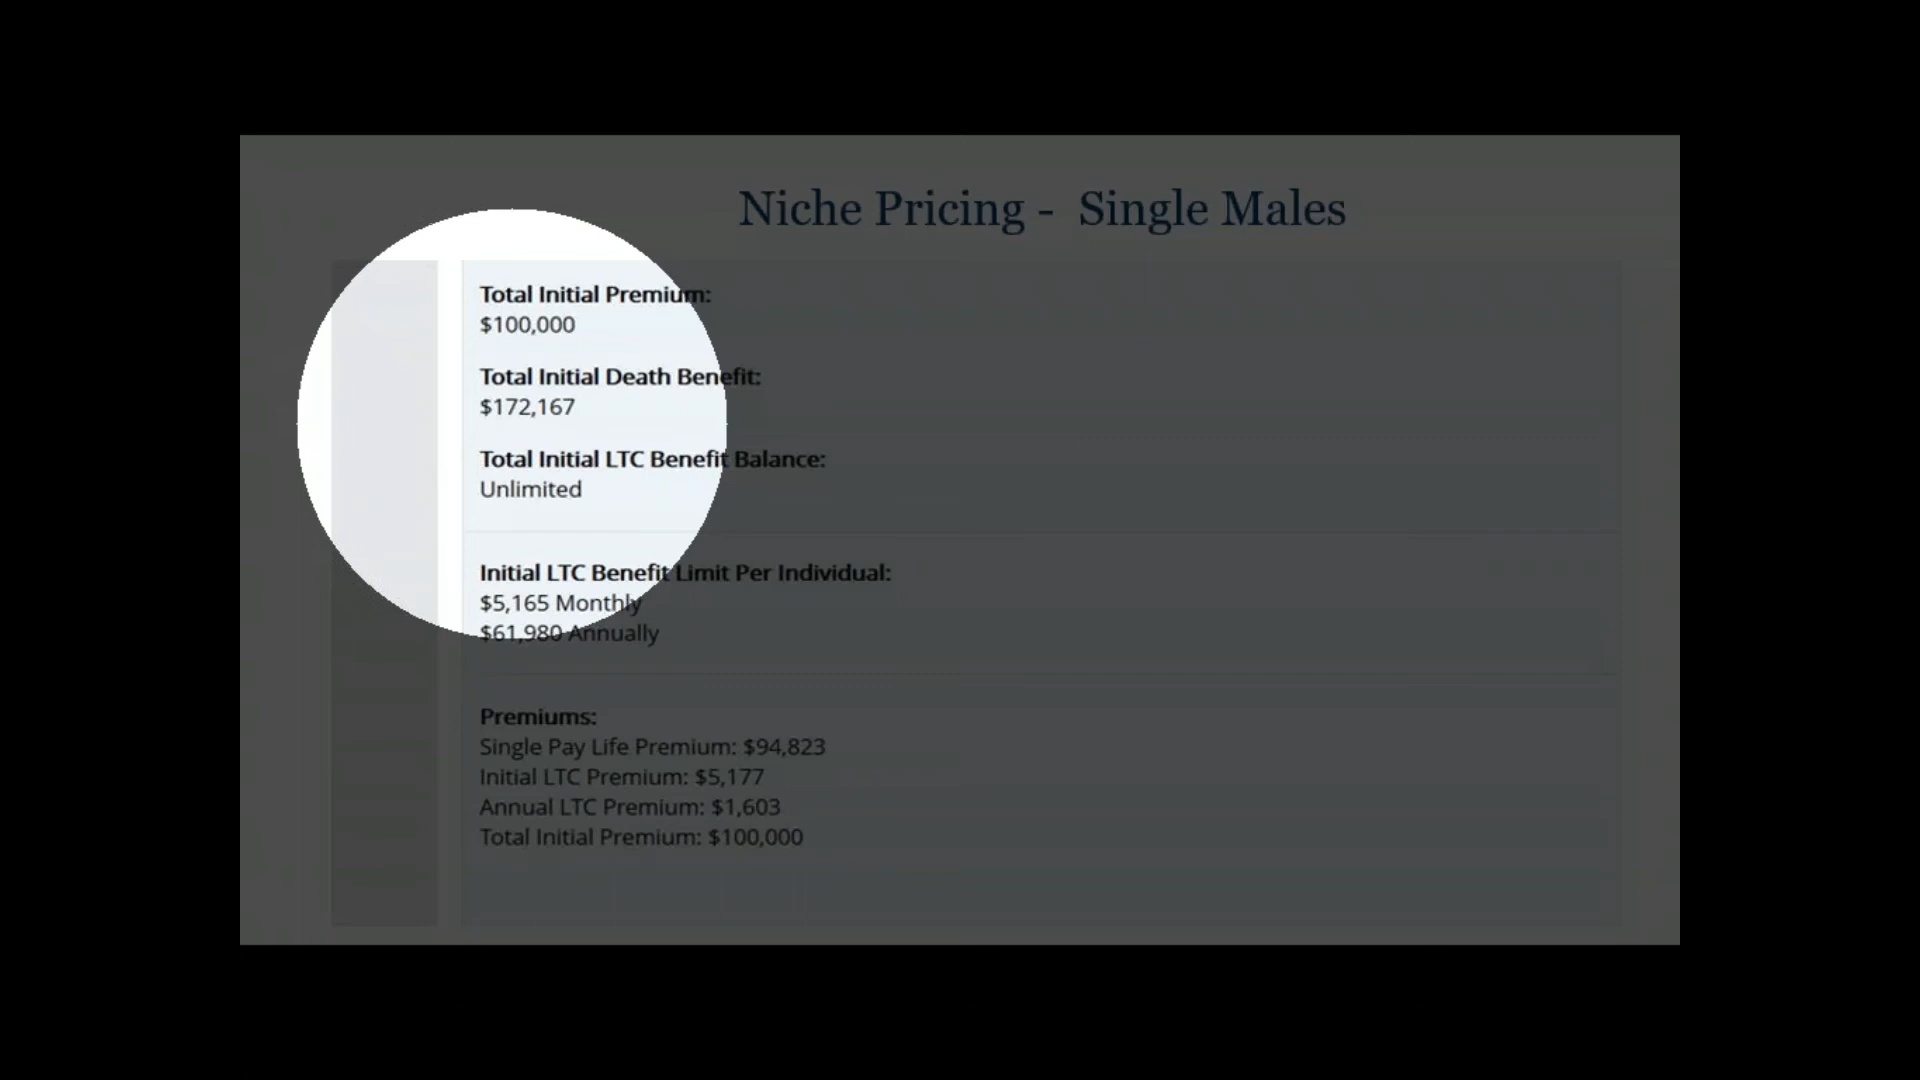 Niche Pricing - Single Males
Total Initial Premium:
$100,000
Total Initial Death Benefit:
$172,167
Total Initial LTC Benefit Balance:
Unlimited
Initial LTC Benefit Limit Per Individual:
$5,165 Monthly
$61,980 Annually
Premiums:
Single Pay Life Premium: $94,823
Initial LTC Premium: $5,177
Annual LTC Premium: $1,603
Total Initial Premium: $100,000